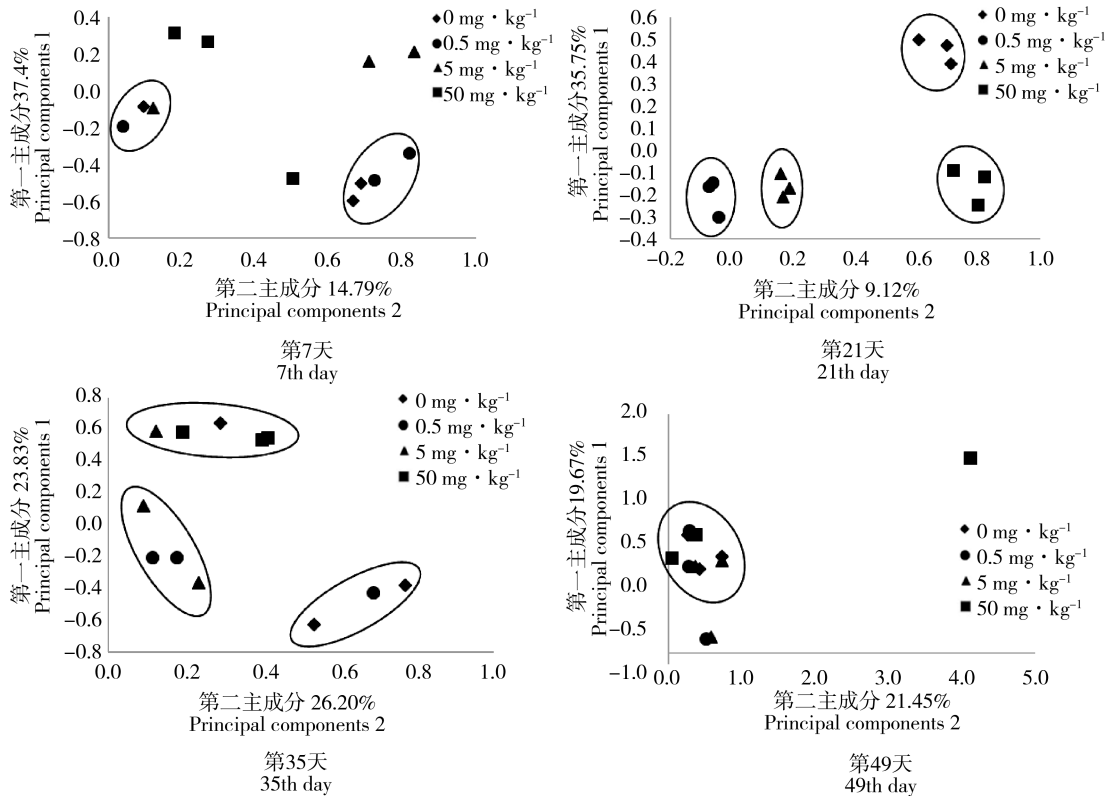 第一主成分37.4%
Principal components 1
0.4
0.2
0.0
−0.2
−0.4
−0.6
−0.8
0.0
0.2
0.4
0.6
0.8
1.0
0 mg·kg⁻¹
0.5 mg·kg⁻¹
5 mg·kg⁻¹
50 mg·kg⁻¹
第二主成分 14.79%
Principal components 2
第7天
7th day
第一主成分35.75%
Principal components 1
0.6
0.5
0.4
0.3
0.2
0.1
0.0
−0.1
−0.2
−0.3
−0.4
−0.2
0.0
0.2
0.4
0.6
0.8
1.0
0 mg·kg⁻¹
0.5 mg·kg⁻¹
5 mg·kg⁻¹
50 mg·kg⁻¹
第二主成分 9.12%
Principal components 2
第21天
21th day
第一主成分 23.83%
Principal components 1
0.8
0.6
0.4
0.2
0.0
−0.2
−0.4
−0.6
−0.8
0.0
0.2
0.4
0.6
0.8
1.0
0 mg·kg⁻¹
0.5 mg·kg⁻¹
5 mg·kg⁻¹
50 mg·kg⁻¹
第二主成分 26.20%
Principal components 2
第35天
35th day
第一主成分19.67%
Principal components 1
2.0
1.5
1.0
0.5
0.0
−0.5
−1.0
0.0
1.0
2.0
3.0
4.0
5.0
0 mg·kg⁻¹
0.5 mg·kg⁻¹
5 mg·kg⁻¹
50 mg·kg⁻¹
第二主成分 21.45%
Principal components 2
第49天
49th day